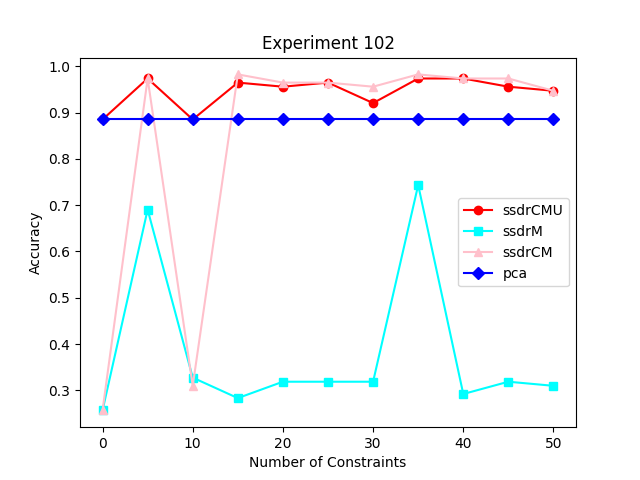 Experiment 102
1.0
0.9
0.8
0.7
0.6
0.5
0.4
0.3
Accuracy
ssdrCMU
ssdrM
ssdrCM
pca
0 10 20 30 40 50
Number of Constraints